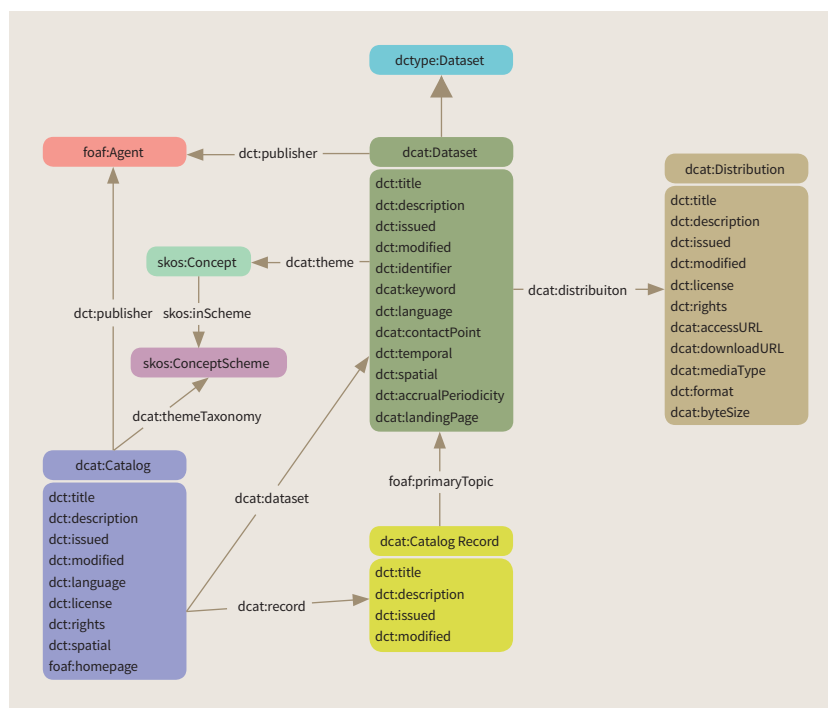 dctype:Dataset
foaf:Agent
dct:publisher
dcat:Dataset
dct:title
dct:description
dct:issued
dct:modified
dct:identifier
dcat:keyword
dct:language
dcat:contactPoint
dct:temporal
dct:spatial
dct:accrualPeriodicity
dcat:landingPage
dcat:Distribution
dct:title
dct:description
dct:issued
dct:modified
dct:license
dct:rights
dcat:accessURL
dcat:downloadURL
dcat:mediaType
dct:format
dcat:byteSize
skos:Concept
dcat:theme
dcat:distribuiton
dct:publisher
skos:inScheme
skos:ConceptScheme
dcat:themeTaxonomy
dcat:Catalog
dct:title
dct:description
dct:issued
dct:modified
dct:language
dct:license
dct:rights
dct:spatial
foaf:homepage
dcat:dataset
foaf:primaryTopic
dcat:record
dcat:Catalog Record
dct:title
dct:description
dct:issued
dct:modified